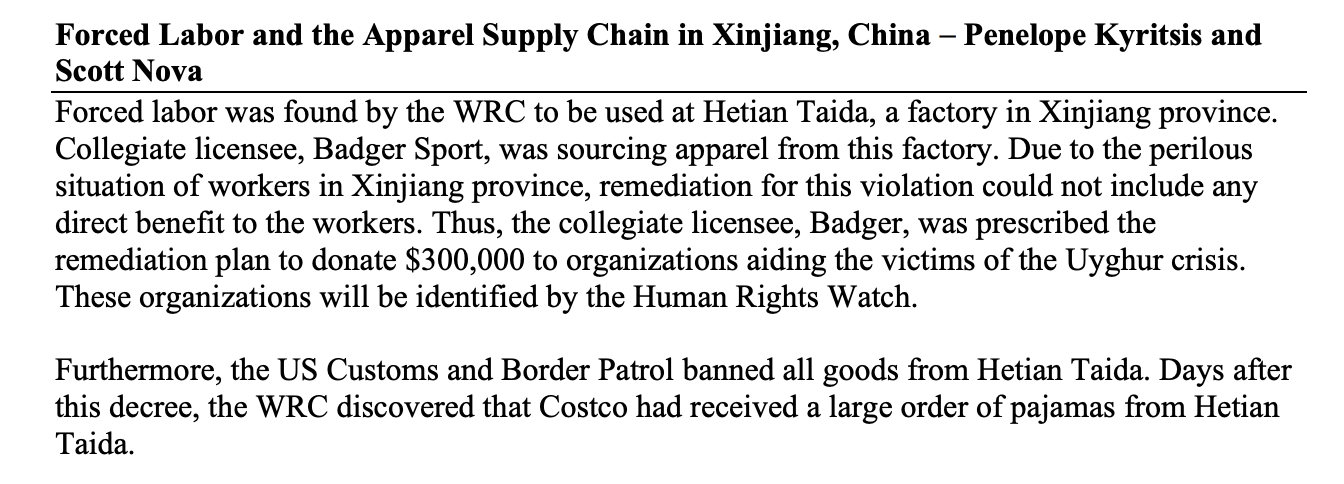 Forced Labor and the Apparel Supply Chain in Xinjiang, China – Penelope Kyritsis and
Scott Nova
Forced labor was found by the WRC to be used at Hetian Taida, a factory in Xinjiang province.
Collegiate licensee, Badger Sport, was sourcing apparel from this factory. Due to the perilous
situation of workers in Xinjiang province, remediation for this violation could not include any
direct benefit to the workers. Thus, the collegiate licensee, Badger, was prescribed the
remediation plan to donate $300,000 to organizations aiding the victims of the Uyghur crisis.
These organizations will be identified by the Human Rights Watch.
Furthermore, the US Customs and Border Patrol banned all goods from Hetian Taida. Days after
this decree, the WRC discovered that Costco had received a large order of pajamas from Hetian
Taida.